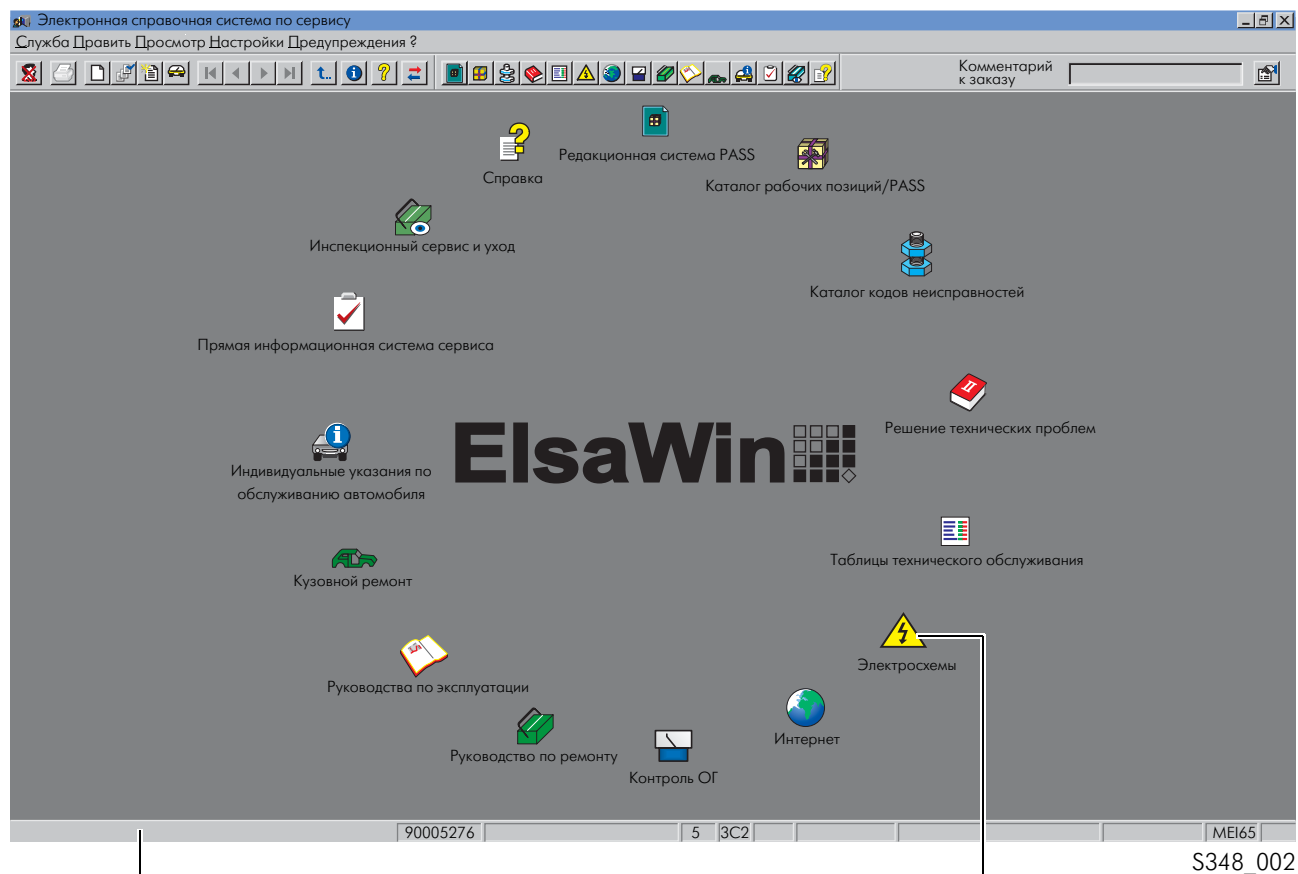 Электронная справочная система по сервису
Служба Править Просмотр Настройки Предупреждения ?
t..
Комментарий
к заказу
Редакционная система PASS
Справка
Каталог рабочих позиций/PASS
Инспекционный сервис и уход
Каталог кодов неисправностей
Прямая информационная система сервиса
II
Решение технических проблем
ElsaWin
Индивидуальные указания по
обслуживанию автомобиля
Таблицы технического обслуживания
Кузовной ремонт
Электросхемы
Руководства по эксплуатации
Интернет
Руководство по ремонту
Контроль ОГ
90005276 5 3C2 MEI65
S348_002